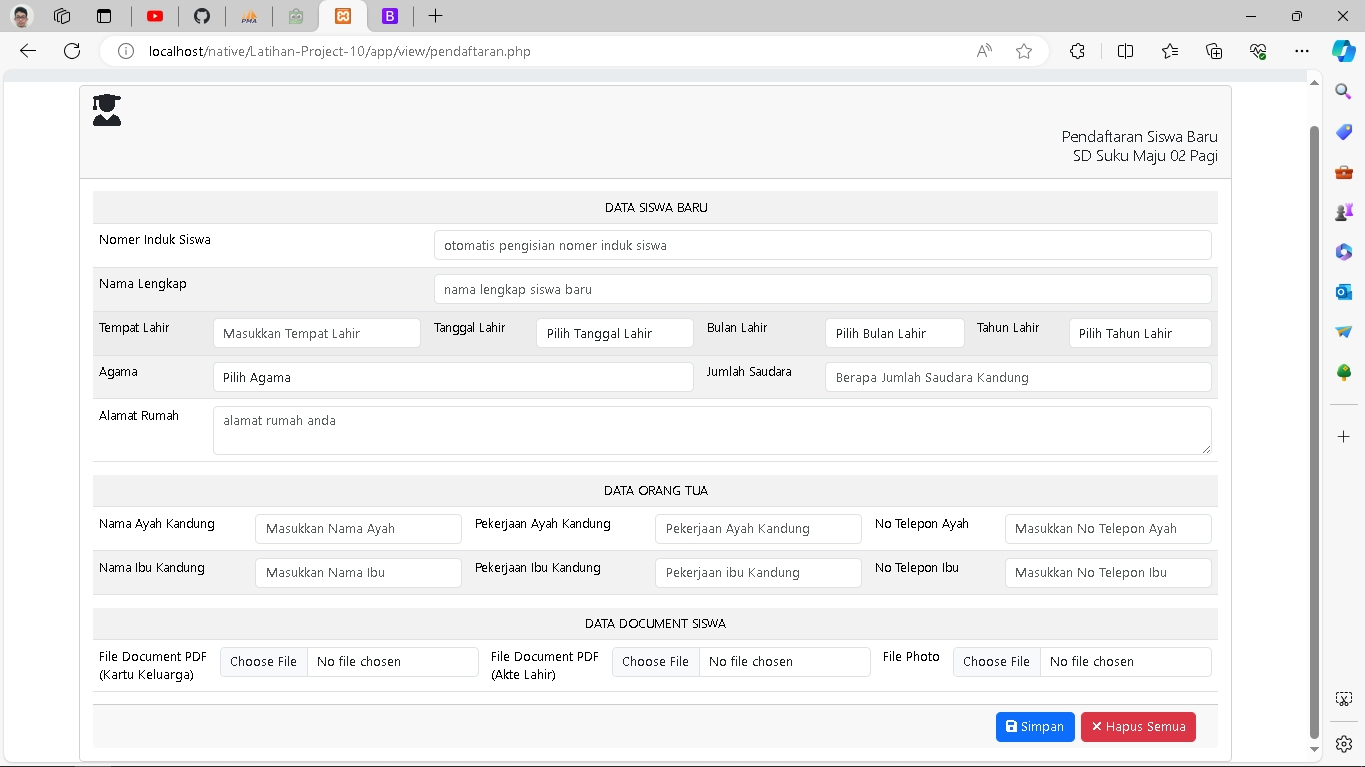 PMA
B
localhost/native/Latihan-Project-10/app/view/pendaftaran.php
Pendaftaran Siswa Baru
SD Suku Maju 02 Pagi
DATA SISWA BARU
Nomer Induk Siswa otomatis pengisian nomer induk siswa
Nama Lengkap nama lengkap siswa baru
Tempat Lahir Masukkan Tempat Lahir Tanggal Lahir Pilih Tanggal Lahir Bulan Lahir Pilih Bulan Lahir Tahun Lahir Pilih Tahun Lahir
Agama Pilih Agama Jumlah Saudara Berapa Jumlah Saudara Kandung
Alamat Rumah alamat rumah anda
DATA ORANG TUA
Nama Ayah Kandung Masukkan Nama Ayah Pekerjaan Ayah Kandung Pekerjaan Ayah Kandung No Telepon Ayah Masukkan No Telepon Ayah
Nama Ibu Kandung Masukkan Nama Ibu Pekerjaan Ibu Kandung Pekerjaan ibu Kandung No Telepon Ibu Masukkan No Telepon Ibu
DATA DOCUMENT SISWA
File Document PDF (Kartu Keluarga) Choose File No file chosen File Document PDF (Akte Lahir) Choose File No file chosen File Photo Choose File No file chosen
Simpan Hapus Semua